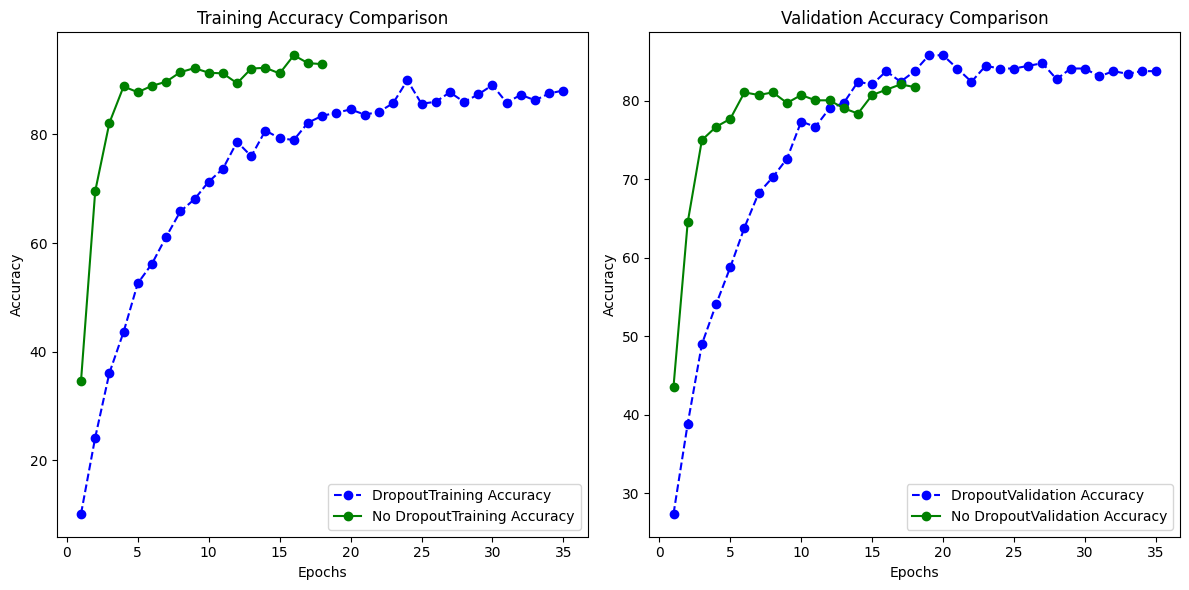 Training Accuracy Comparison
Accuracy
80
60
40
20
DropoutTraining Accuracy
No DropoutTraining Accuracy
0 5 10 15 20 25 30 35
Epochs
Validation Accuracy Comparison
Accuracy
80
70
60
50
40
30
DropoutValidation Accuracy
No DropoutValidation Accuracy
0 5 10 15 20 25 30 35
Epochs